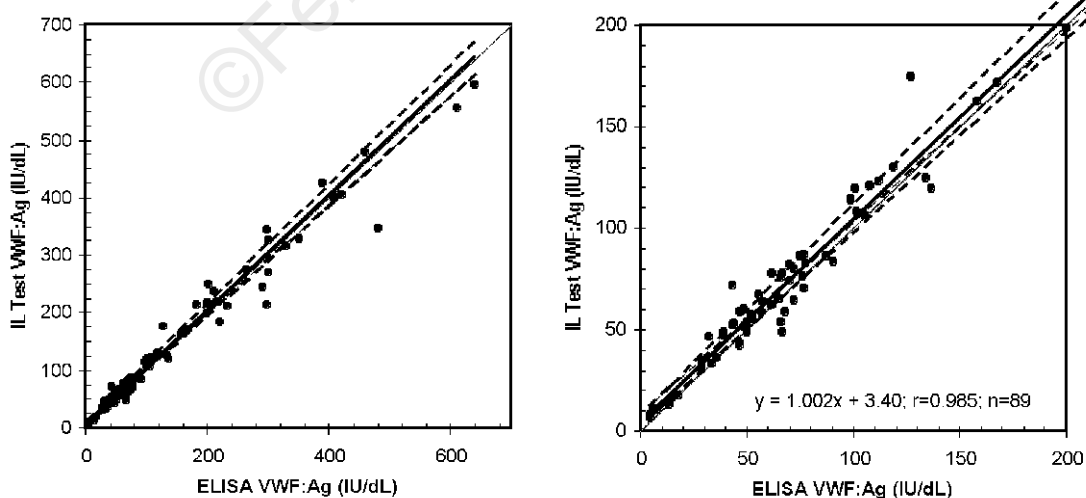 ©Fe
700
600
500
400
300
200
100
0
IL Test VWF:Ag (IU/dL)
0 200 400 600
ELISA VWF:Ag (IU/dL)
200
150
100
50
0
IL Test VWF:Ag (IU/dL)
y = 1.002x + 3.40; r=0.985; n=89
0 50 100 150 200
ELISA VWF:Ag (IU/dL)